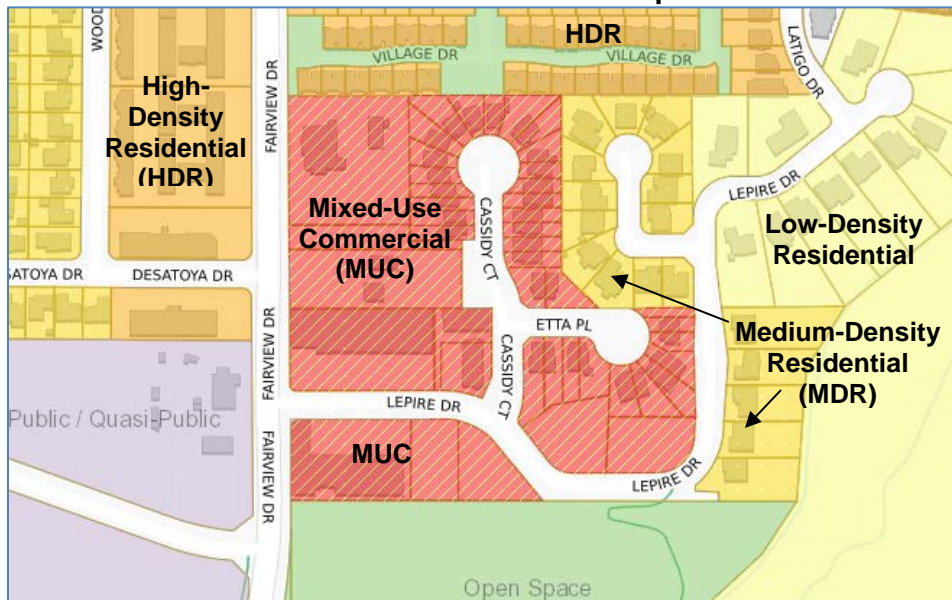 WOOD
FAIRVIEW DR
VILLAGE DR
HDR
VILLAGE DR
LATIGO DR
High-
Density
Residential
(HDR)
Mixed-Use
Commercial
(MUC)
CASSIDY CT
LEPIRE DR
Low-Density
Residential
SATOYA DR
DESATOYA DR
ETTA PL
Medium-Density
Residential
(MDR)
FAIRVIEW DR
CASSIDY CT
LEPIRE DR
Public / Quasi-Public
MUC
FAIRVIEW DR
LEPIRE DR
Open Space